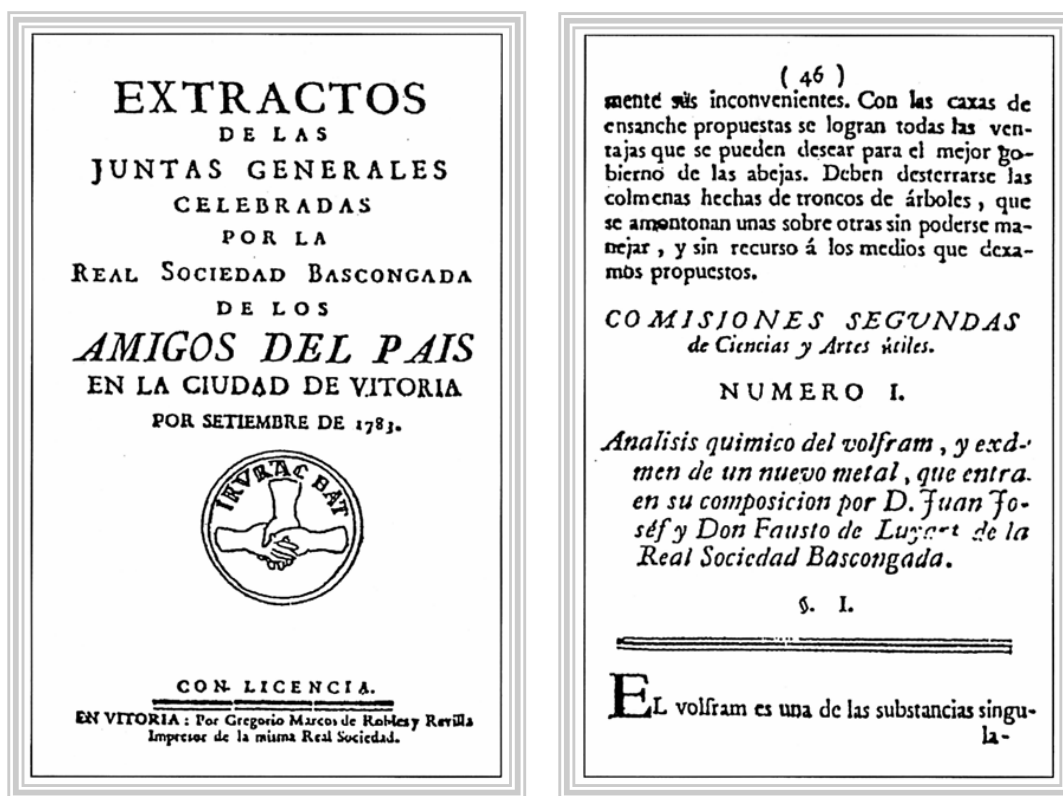 EXTRACTOS
DE LAS
JUNTAS GENERALES
CELEBRADAS
POR LA
REAL SOCIEDAD BASCONGADA
DE LOS
AMIGOS DEL PAIS
EN LA CIUDAD DE VITORIA
POR SETIEMBRE DE 1783.
IRVRAC BAT
CON LICENCIA.
EN VITORIA : Por Gregorio Marcos de Robles y Revilla
Impresor de la misma Real Sociedad.
( 46 )
mente sus inconvenientes. Con las caxas de
ensanche propuestas se logran todas las ven-
tajas que se pueden desear para el mejor go-
bierno de las abejas. Deben desterrarse las
colmenas hechas de troncos de árboles , que
se amontonan unas sobre otras sin poderse ma-
nejar , y sin recurso á los medios que dexa-
mos propuestos.
COMISIONES SEGUNDAS
de Ciencias y Artes útiles.
NUMERO I.
Analisis quimico del volfram , y exá-
men de un nuevo metal , que entra
en su composicion por D. Juan Jo-
séf y Don Fausto de Luyart de la
Real Sociedad Bascongada.
§. I.
EL volfram es una de las substancias singu-
la-